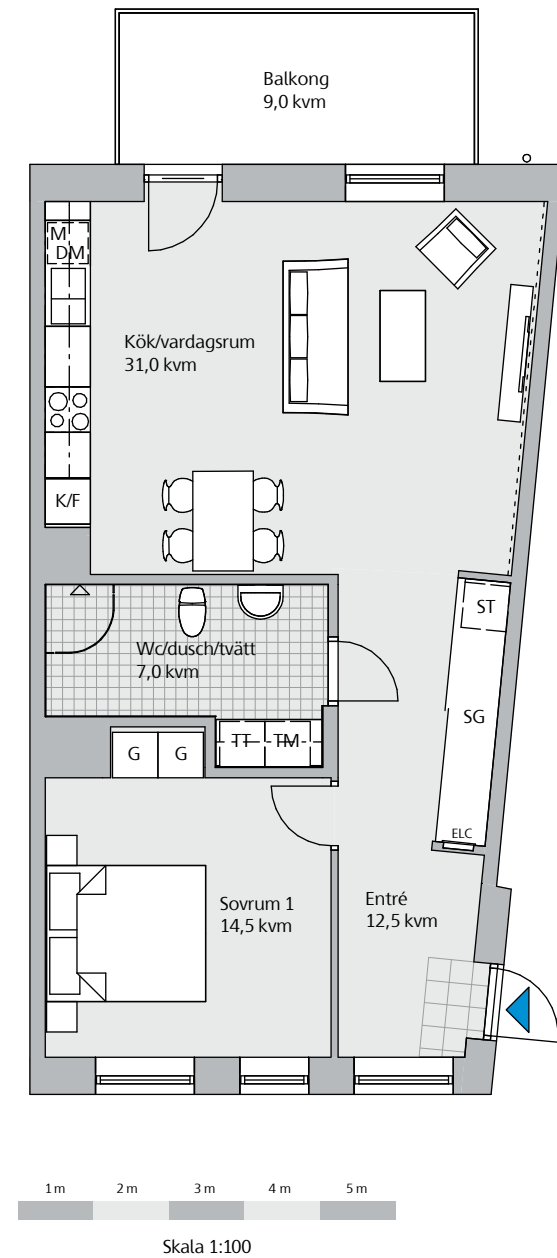 Balkong
9,0 kvm
M
DM
Kök/vardagsrum
31,0 kvm
K/F
ST
Wc/dusch/tvätt
7,0 kvm
SG
G
G
TT
TM
ELC
Sovrum 1
14,5 kvm
Entré
12,5 kvm
1 m
2 m
3 m
4 m
5 m
Skala 1:100